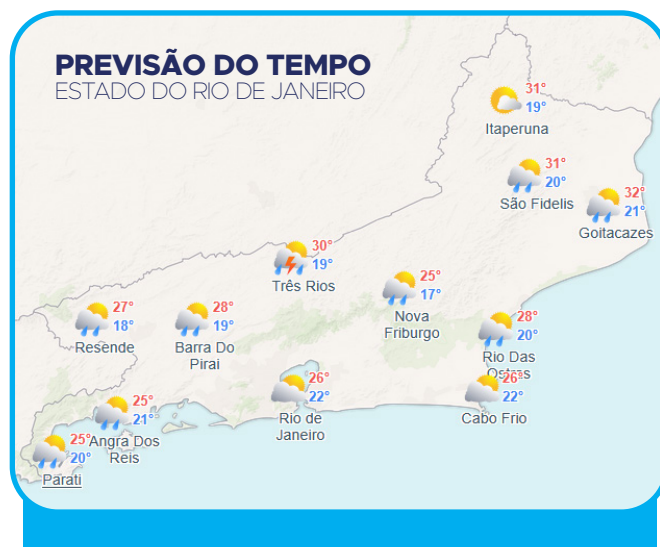 PREVISÃO DO TEMPO
ESTADO DO RIO DE JANEIRO
31°
19°
Itaperuna
31°
20°
São Fidelis
32°
21°
Goitacazes
30°
19°
Três Rios
25°
17°
Nova
Friburgo
27°
18°
Resende
28°
19°
Barra Do
Pirai
28°
20°
Rio Das
Ostras
26°
22°
Rio de
Janeiro
26°
22°
Cabo Frio
25°
21°
Angra Dos
Reis
25°
20°
Parati